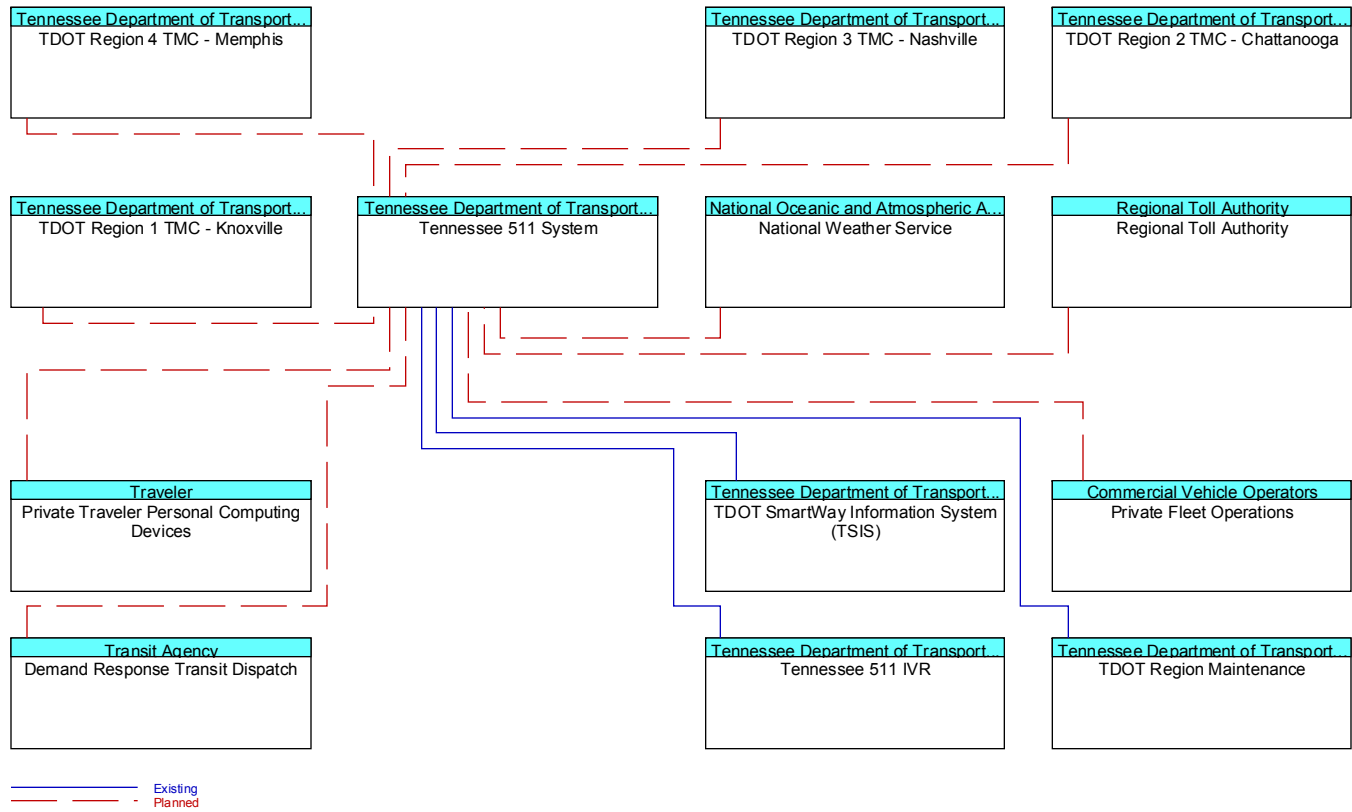 Tennessee Department of Transport...
TDOT Region 4 TMC - Memphis
Tennessee Department of Transport...
TDOT Region 3 TMC - Nashville
Tennessee Department of Transport...
TDOT Region 2 TMC - Chattanooga
Tennessee Department of Transport...
TDOT Region 1 TMC - Knoxville
Tennessee Department of Transport...
Tennessee 511 System
National Oceanic and Atmospheric A...
National Weather Service
Regional Toll Authority
Regional Toll Authority
Traveler
Private Traveler Personal Computing
Devices
Tennessee Department of Transport...
TDOT SmartWay Information System
(TSIS)
Commercial Vehicle Operators
Private Fleet Operations
Transit Agency
Demand Response Transit Dispatch
Tennessee Department of Transport...
Tennessee 511 IVR
Tennessee Department of Transport...
TDOT Region Maintenance
Existing
Planned